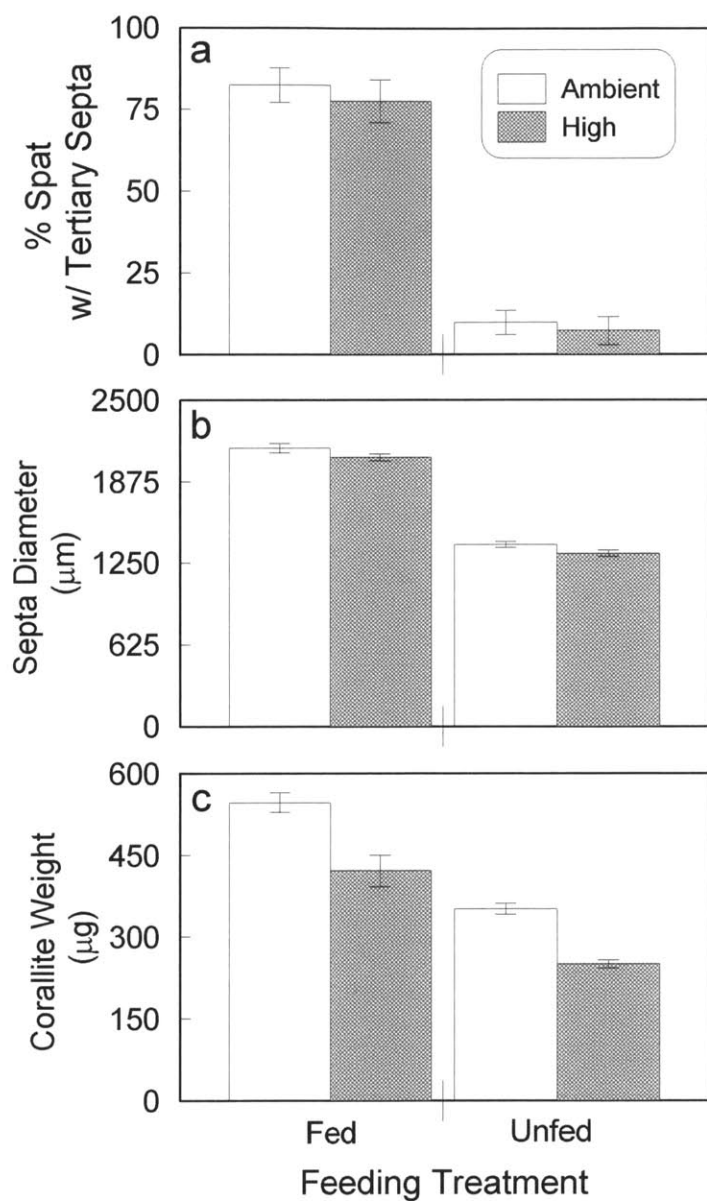 a
100
75
50
25
0
% Spat
w/ Tertiary Septa
Ambient
High
b
2500
1875
1250
625
0
Septa Diameter
(μm)
c
600
450
300
150
0
Corallite Weight
(μg)
Fed Unfed
Feeding Treatment